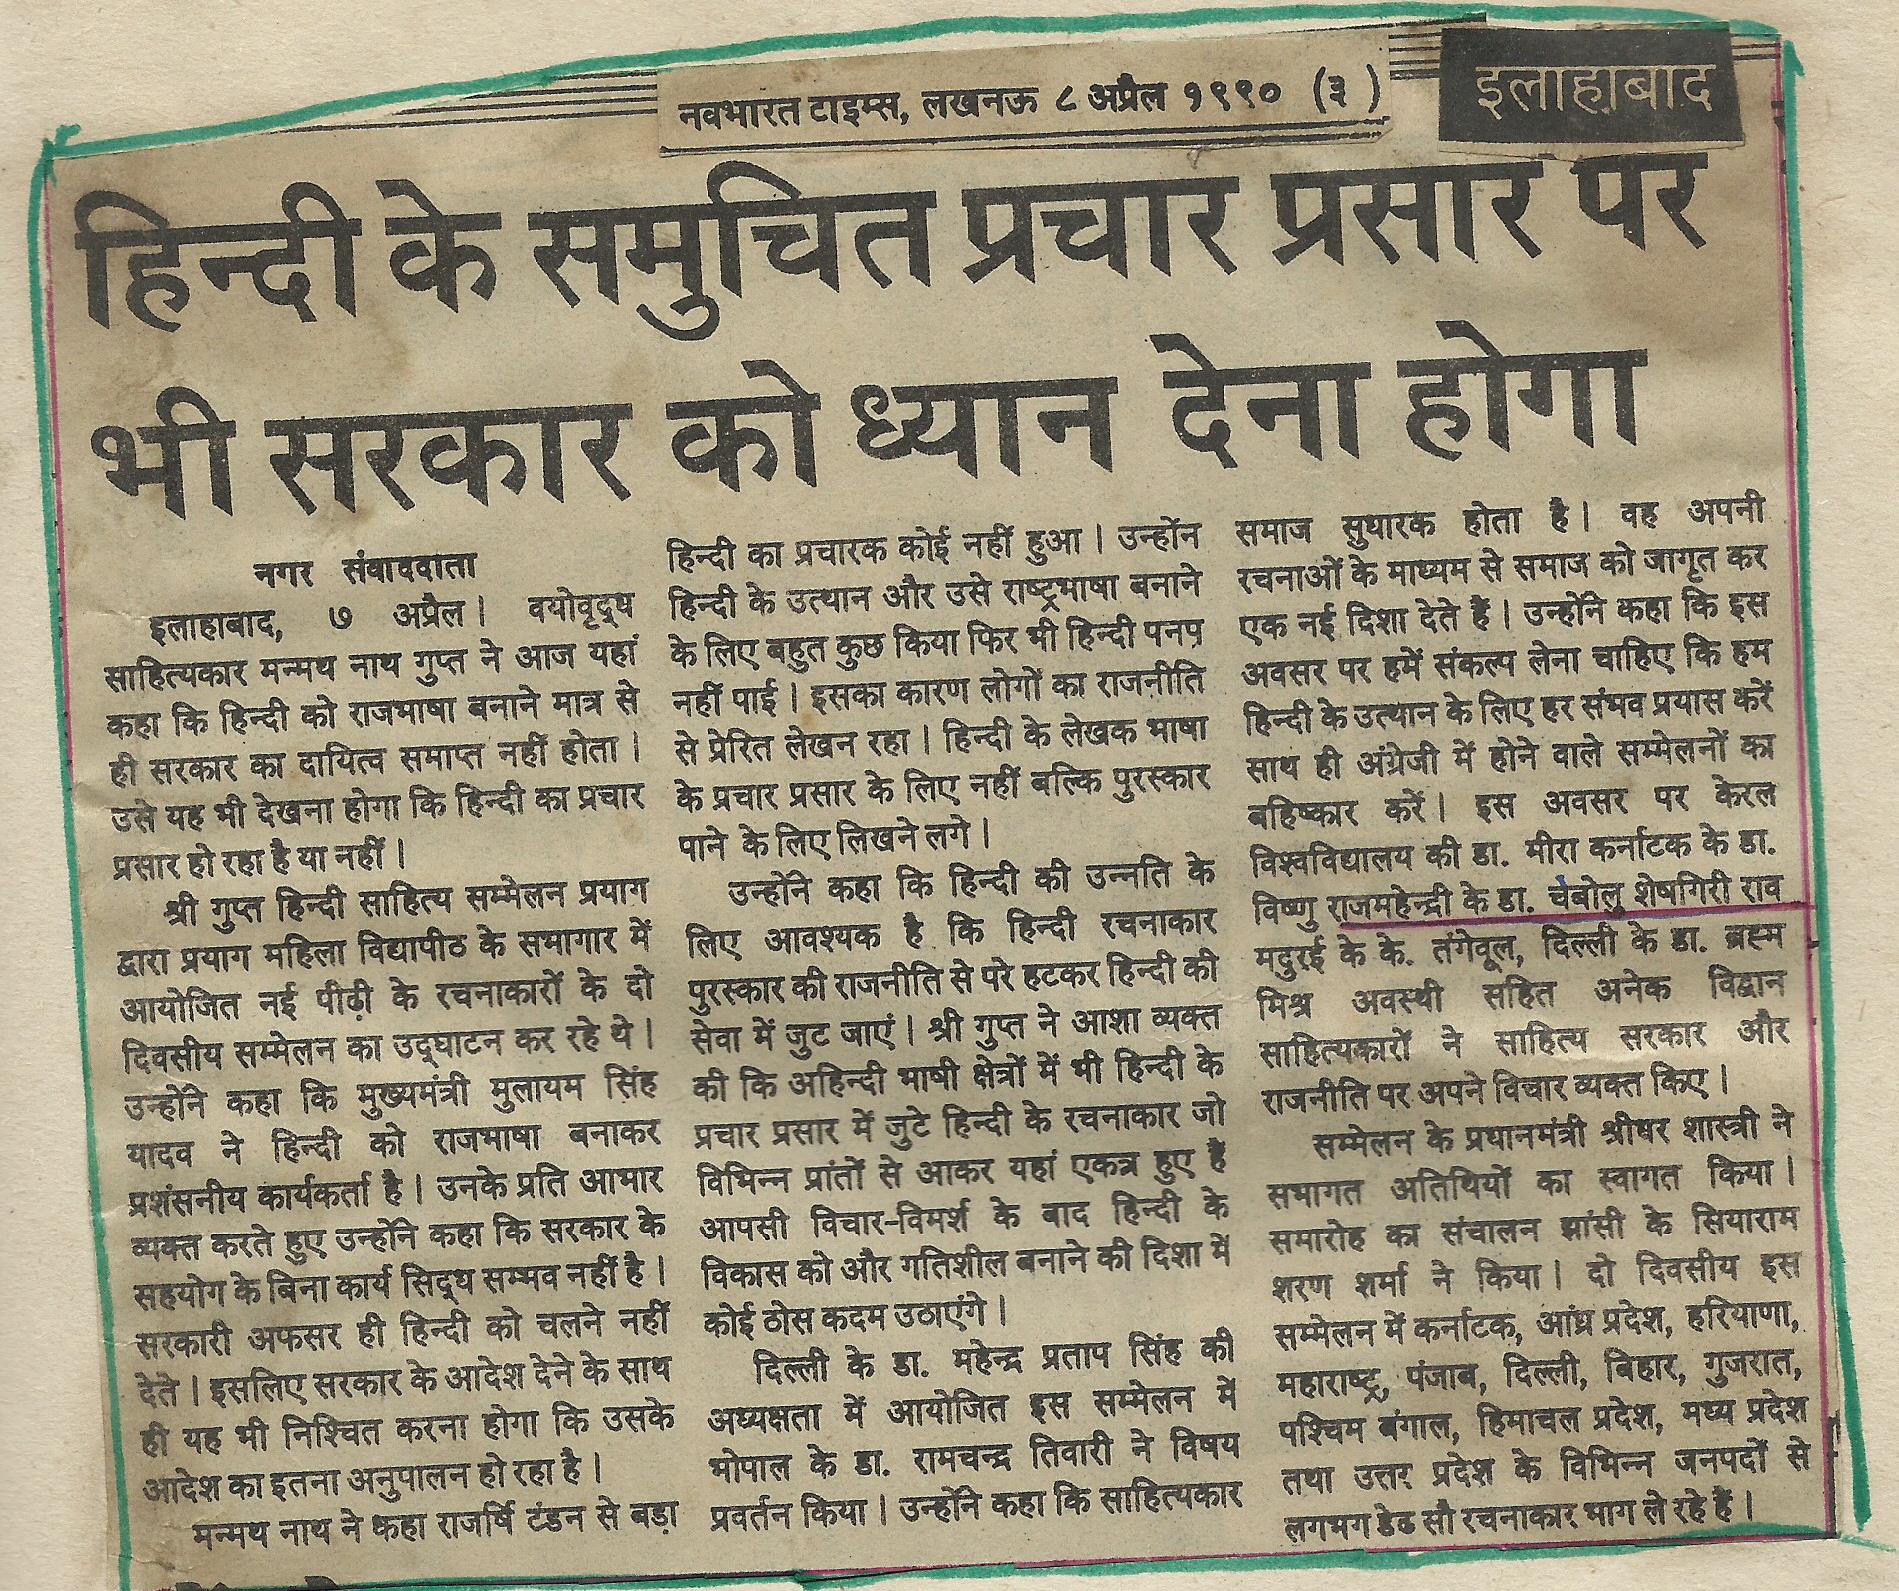 नवभारत टाइम्स, लखनऊ ८ अप्रैल १९९० (३)
इलाहाबाद
हिन्दी के समुचित प्रचार प्रसार पर
भी सरकार को ध्यान देना होगा
नगर संवाददाता
इलाहाबाद, ७ अप्रैल। वयोवृद्ध
साहित्यकार मन्मथ नाथ गुप्त ने आज यहां
कहा कि हिन्दी को राजभाषा बनाने मात्र से
ही सरकार का दायित्व समाप्त नहीं होता।
उसे यह भी देखना होगा कि हिन्दी का प्रचार
प्रसार हो रहा है या नहीं।
श्री गुप्त हिन्दी साहित्य सम्मेलन प्रयाग
द्वारा प्रयाग महिला विद्यापीठ के सभागार में
आयोजित नई पीढ़ी के रचनाकारों के दो
दिवसीय सम्मेलन का उद्घाटन कर रहे थे।
उन्होंने कहा कि मुख्यमंत्री मुलायम सिंह
यादव ने हिन्दी को राजभाषा बनाकर
प्रशंसनीय कार्यकर्ता है। उनके प्रति आभार
व्यक्त करते हुए उन्होंने कहा कि सरकार के
सहयोग के बिना कार्य सिद्ध सम्भव नहीं है।
सरकारी अफसर ही हिन्दी को चलने नहीं
देते। इसलिए सरकार के आदेश देने के साथ
ही यह भी निश्चित करना होगा कि उसके
आदेश का इतना अनुपालन हो रहा है।
मन्मथ नाथ ने कहा राजर्षि टंडन से बड़ा
हिन्दी का प्रचारक कोई नहीं हुआ। उन्होंन
हिन्दी के उत्थान और उसे राष्ट्रभाषा बनाने
के लिए बहुत कुछ किया फिर भी हिन्दी पनप
नहीं पाई। इसका कारण लोगों का राजनीति
से प्रेरित लेखन रहा। हिन्दी के लेखक भाषा
के प्रचार प्रसार के लिए नहीं बल्कि पुरस्कार
पाने के लिए लिखने लगे।
उन्होंने कहा कि हिन्दी की उन्नति के
लिए आवश्यक है कि हिन्दी रचनाकार
पुरस्कार की राजनीति से परे हटकर हिन्दी की
सेवा में जुट जाएं। श्री गुप्त ने आशा व्यक्त
की कि अहिन्दी भाषी क्षेत्रों में भी हिन्दी के
प्रचार प्रसार में जुटे हिन्दी के रचनाकार जो
विभिन्न प्रांतों से आकर यहां एकत्र हुए है
आपसी विचार-विमर्श के बाद हिन्दी के
विकास को और गतिशील बनाने की दिशा में
कोई ठोस कदम उठाएंगे।
दिल्ली के डा. महेन्द्र प्रताप सिंह की
अध्यक्षता में आयोजित इस सम्मेलन में
भोपाल के डा. रामचन्द्र तिवारी ने विषय
प्रवर्तन किया। उन्होंने कहा कि साहित्यकार
समाज सुधारक होता है। वह अपनी
रचनाओं के माध्यम से समाज को जागृत कर
एक नई दिशा देते हैं। उन्होंने कहा कि इस
अवसर पर हमें संकल्प लेना चाहिए कि हम
हिन्दी के उत्थान के लिए हर संभव प्रयास करें
साथ ही अंग्रेजी में होने वाले सम्मेलनों का
बहिष्कार करें। इस अवसर पर केरल
विश्वविद्यालय की डा. मीरा कर्नाटक के डा.
विष्णु राजमहेन्द्री के डा. चेबोलु शेषगिरी राव
मदुरई के के. तंगेवूल, दिल्ली के डा. ब्रह्म
मिश्र अवस्थी सहित अनेक विद्वान
साहित्यकारों ने साहित्य सरकार और
राजनीति पर अपने विचार व्यक्त किए।
सम्मेलन के प्रधानमंत्री श्रीधर शास्त्री ने
सभागत अतिथियों का स्वागत किया।
समारोह का संचालन झांसी के सियाराम
शरण शर्मा ने किया। दो दिवसीय इस
सम्मेलन में कर्नाटक, आंध्र प्रदेश, हरियाणा,
महाराष्ट्र, पंजाब, दिल्ली, बिहार, गुजरात,
पश्चिम बंगाल, हिमाचल प्रदेश, मध्य प्रदेश
तथा उत्तर प्रदेश के विभिन्न जनपदों से
लगभग डेढ सौ रचनाकार भाग ले रहे हैं।